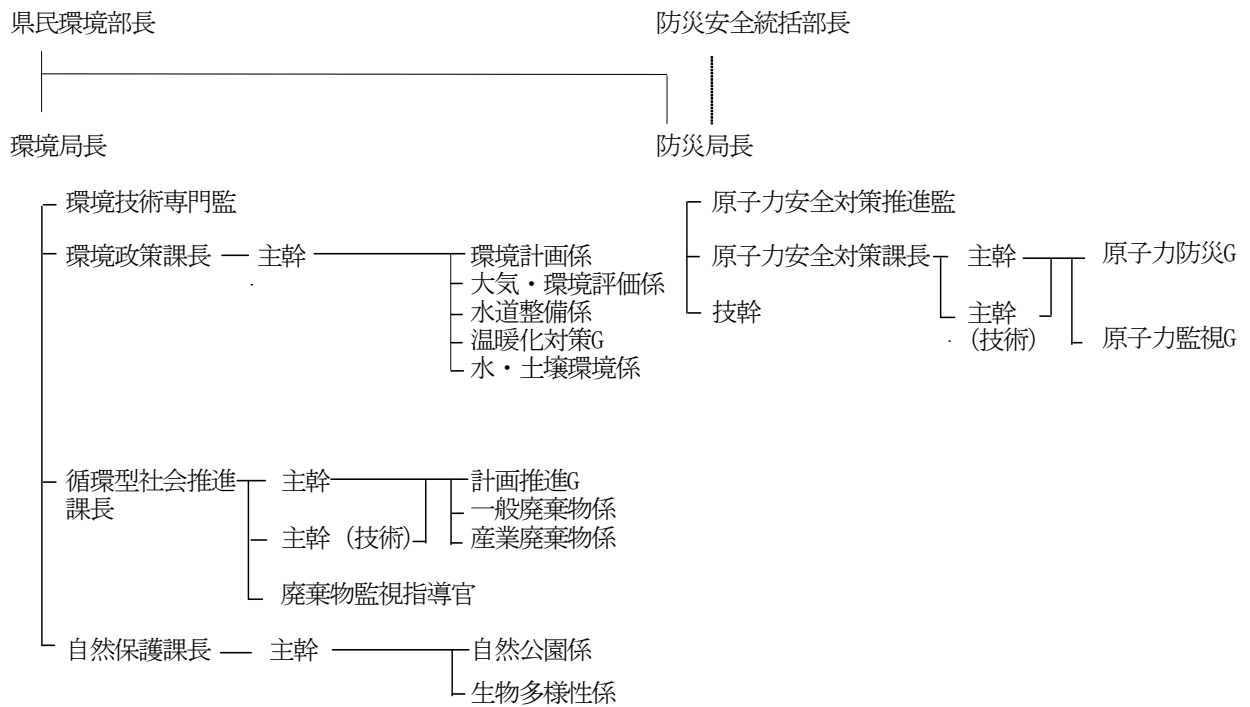 県民環境部長
防災安全統括部長
環境局長
防災局長
環境技術専門監
環境政策課長
主幹
環境計画係
大気・環境評価係
水道整備係
温暖化対策G
水・土壌環境係
循環型社会推進
課長
主幹
主幹（技術）
廃棄物監視指導官
計画推進G
一般廃棄物係
産業廃棄物係
自然保護課長
主幹
自然公園係
生物多様性係
原子力安全対策推進監
原子力安全対策課長
技幹
主幹
主幹
（技術）
原子力防災G
原子力監視G